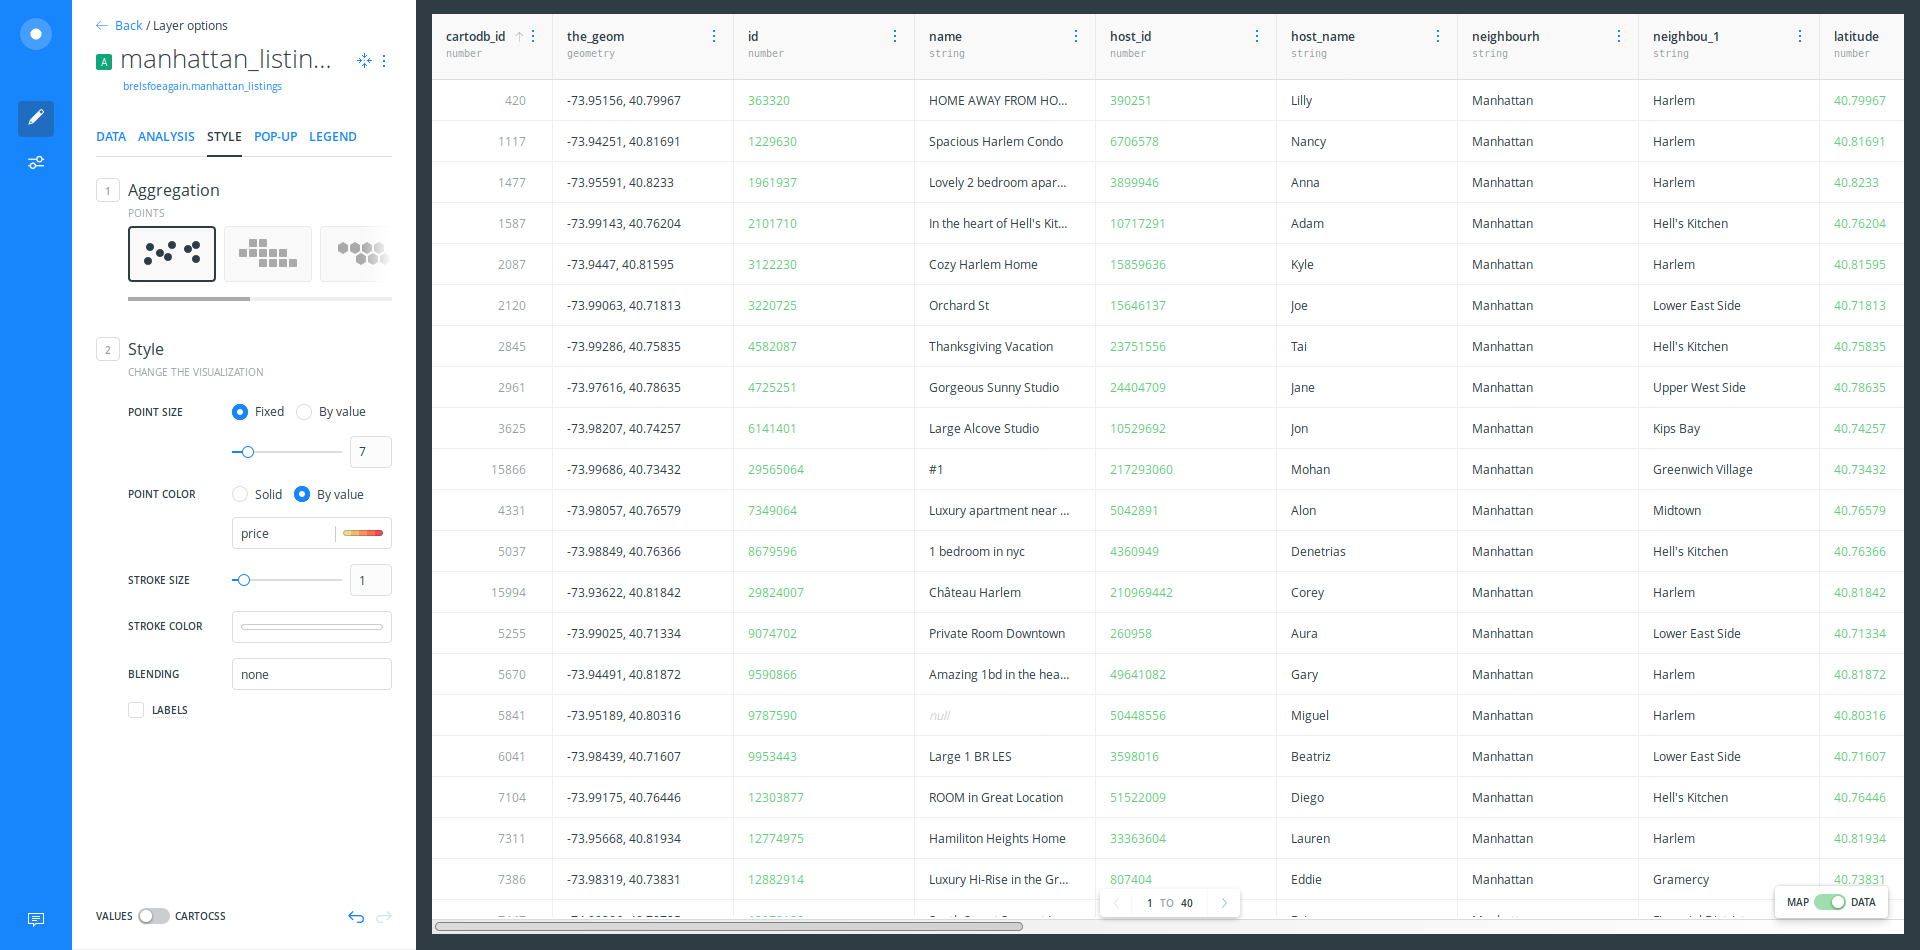 ← Back / Layer options
A manhattan_listin...
brelsfoeagain.manhattan_listings
DATA ANALYSIS STYLE POP-UP LEGEND
1 Aggregation
POINTS
2 Style
CHANGE THE VISUALIZATION
POINT SIZE Fixed By value
7
POINT COLOR Solid By value
price
STROKE SIZE 1
STROKE COLOR
BLENDING none
LABELS
VALUES CARTOCSS
cartodb_id the_geom id name host_id host_name neighbourh neighbou_1 latitude
number geometry number string number string string string number
420 -73.95156, 40.79967 363320 HOME AWAY FROM HO... 390251 Lilly Manhattan Harlem 40.79967
1117 -73.94251, 40.81691 1229630 Spacious Harlem Condo 6706578 Nancy Manhattan Harlem 40.81691
1477 -73.95591, 40.8233 1961937 Lovely 2 bedroom apar... 3899946 Anna Manhattan Harlem 40.8233
1587 -73.99143, 40.76204 2101710 In the heart of Hell's Kit... 10717291 Adam Manhattan Hell's Kitchen 40.76204
2087 -73.9447, 40.81595 3122230 Cozy Harlem Home 15859636 Kyle Manhattan Harlem 40.81595
2120 -73.99063, 40.71813 3220725 Orchard St 15646137 Joe Manhattan Lower East Side 40.71813
2845 -73.99286, 40.75835 4582087 Thanksgiving Vacation 23751556 Tai Manhattan Hell's Kitchen 40.75835
2961 -73.97616, 40.78635 4725251 Gorgeous Sunny Studio 24404709 Jane Manhattan Upper West Side 40.78635
3625 -73.98207, 40.74257 6141401 Large Alcove Studio 10529692 Jon Manhattan Kips Bay 40.74257
15866 -73.99686, 40.73432 29565064 #1 217293060 Mohan Manhattan Greenwich Village 40.73432
4331 -73.98057, 40.76579 7349064 Luxury apartment near ... 5042891 Alon Manhattan Midtown 40.76579
5037 -73.98849, 40.76366 8679596 1 bedroom in nyc 4360949 Denetrias Manhattan Hell's Kitchen 40.76366
15994 -73.93622, 40.81842 29824007 Château Harlem 210969442 Corey Manhattan Harlem 40.81842
5255 -73.99025, 40.71334 9074702 Private Room Downtown 260958 Aura Manhattan Lower East Side 40.71334
5670 -73.94491, 40.81872 9590866 Amazing 1bd in the hea... 49641082 Gary Manhattan Harlem 40.81872
5841 -73.95189, 40.80316 9787590 null 50448556 Miguel Manhattan Harlem 40.80316
6041 -73.98439, 40.71607 9953443 Large 1 BR LES 3598016 Beatriz Manhattan Lower East Side 40.71607
7104 -73.99175, 40.76446 12303877 ROOM in Great Location 51522009 Diego Manhattan Hell's Kitchen 40.76446
7311 -73.95668, 40.81934 12774975 Hamiliton Heights Home 33363604 Lauren Manhattan Harlem 40.81934
7386 -73.98319, 40.73831 12882914 Luxury Hi-Rise in the Gr... 807404 Eddie Manhattan Gramercy 40.73831
1 TO 40
MAP DATA